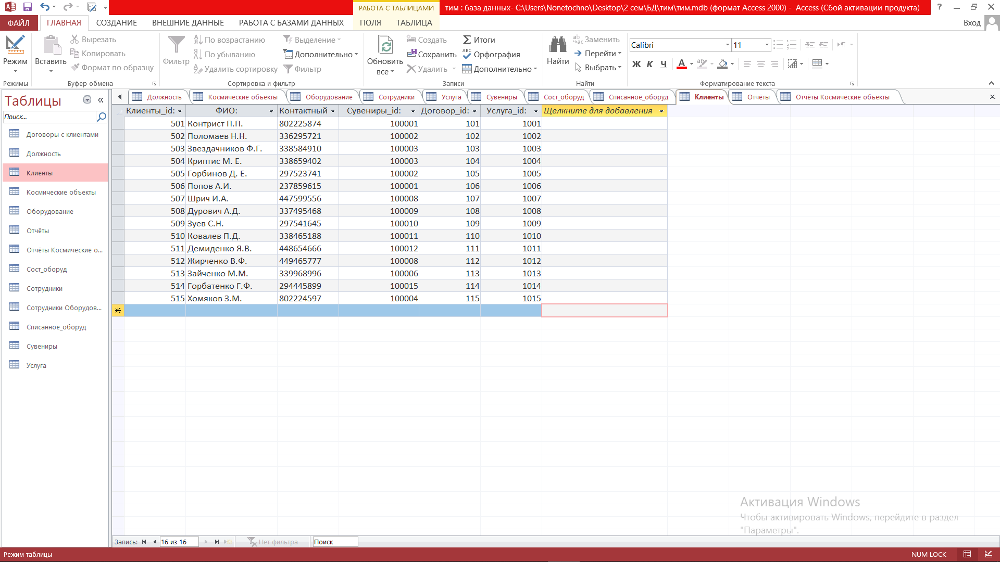 РАБОТА С ТАБЛИЦАМИ
тим : база данных- C:\Users\Nonetochno\Desktop\2 сем\БД\тим\тим.mdb (формат Access 2000) - Access (Сбой активации продукта)
?
ФАЙЛ ГЛАВНАЯ СОЗДАНИЕ ВНЕШНИЕ ДАННЫЕ РАБОТА С БАЗАМИ ДАННЫХ ПОЛЯ ТАБЛИЦА Вход
Режим
Режимы
Вставить
Вырезать
Копировать
Формат по образцу
Буфер обмена
Фильтр
По возрастанию
По убыванию
Удалить сортировку
Выделение
Дополнительно
Фильтр
Сортировка и фильтр
Обновить
все
Создать
Сохранить
Удалить
Итоги
Орфография
Дополнительно
Записи
Найти
Заменить
Перейти
Выбрать
Найти
Calibri 11
Ж К Ч А
Форматирование текста
Таблицы
Поиск...
Договоры с клиентами
Должность
Клиенты
Космические объекты
Оборудование
Отчёты
Отчёты Космические о...
Сост_оборуд
Сотрудники
Сотрудники Оборудов...
Списанное_оборуд
Сувениры
Услуга
Должность Космические объекты Оборудование Сотрудники Услуга Сувениры Сост_оборуд Списанное_оборуд Клиенты Отчёты Отчёты Космические объекты
Клиенты_id: ФИО: Контактный Сувениры_id: Договор_id: Услуга_id: Щелкните для добавления
501 Контрист П.П. 802225874 100001 101 1001
502 Поломаев Н.Н. 336295721 100002 102 1002
503 Звездачников Ф.Г. 338584910 100003 103 1003
504 Криптис М. Е. 338659402 100003 104 1004
505 Горбинов Д. Е. 297523741 100002 105 1005
506 Попов А.И. 237859615 100001 106 1006
507 Шрич И.А. 447599556 100008 107 1007
508 Дурович А.Д. 337495468 100009 108 1008
509 Зуев С.Н. 297541645 100010 109 1009
510 Ковалев П.Д. 338465188 100011 110 1010
511 Демиденко Я.В. 448654666 100012 111 1011
512 Жирченко В.Ф. 449465777 100008 112 1012
513 Зайченко М.М. 339968996 100006 113 1013
514 Горбатенко Г.Ф. 294445899 100015 114 1014
515 Хомяков З.М. 802224597 100004 115 1015
Активация Windows
Чтобы активировать Windows, перейдите в раздел
"Параметры".
Запись: 16 из 16 Нет фильтра Поиск
Режим таблицы NUM LOCK